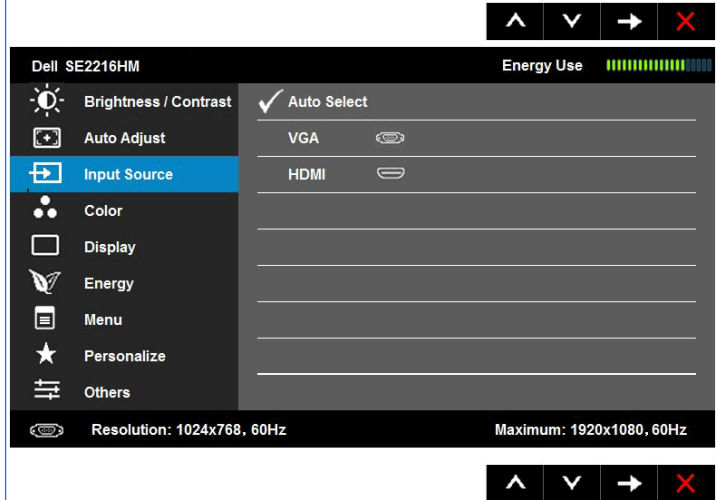 Dell SE2216HM
Energy Use
Brightness / Contrast
Auto Select
Auto Adjust
VGA
Input Source
HDMI
Color
Display
Energy
Menu
Personalize
Others
Resolution: 1024x768, 60Hz
Maximum: 1920x1080, 60Hz